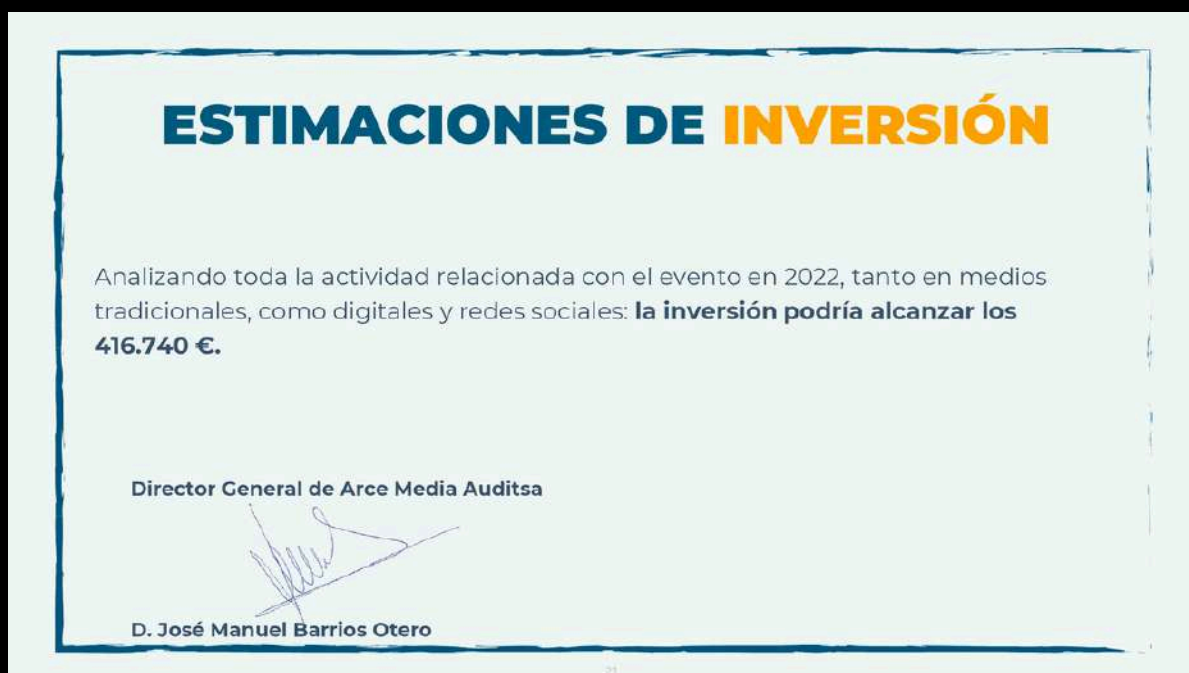 ESTIMACIONES DE INVERSIÓN
Analizando toda la actividad relacionada con el evento en 2022, tanto en medios
tradicionales, como digitales y redes sociales: la inversión podría alcanzar los
416.740 €.
Director General de Arce Media Auditsa
D. José Manuel Barrios Otero
21